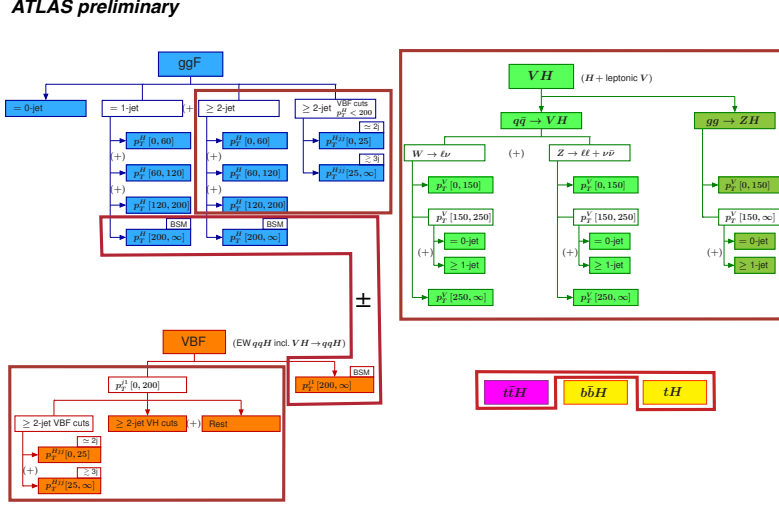 ATLAS preliminary
ggF
= 0-jet
= 1-jet
(+)
≥ 2-jet
≥ 2-jet VBF cuts p_T^H < 200
p_T^H [0, 60]
(+)
p_T^H [60, 120]
(+)
p_T^H [120, 200]
BSM
p_T^H [200, ∞]
p_T^H [0, 60]
(+)
p_T^H [60, 120]
(+)
p_T^H [120, 200]
BSM
p_T^H [200, ∞]
≃ 2j
p_T^{Hjj} [0, 25]
≳ 3j
p_T^{Hjj} [25, ∞]
±
VBF
(EW qqH incl. VH → qqH)
p_T^{j1} [0, 200]
BSM
p_T^{j1} [200, ∞]
≥ 2-jet VBF cuts
≥ 2-jet VH cuts
(+)
Rest
≃ 2j
p_T^{Hjj} [0, 25]
(+)
≳ 3j
p_T^{Hjj} [25, ∞]
VH
(H + leptonic V)
qq̄ → VH
gg → ZH
W → ℓν
(+)
Z → ℓℓ + νν̄
p_T^V [0, 150]
p_T^V [150, 250]
= 0-jet
(+)
≥ 1-jet
p_T^V [250, ∞]
p_T^V [0, 150]
p_T^V [150, 250]
= 0-jet
(+)
≥ 1-jet
p_T^V [250, ∞]
p_T^V [0, 150]
p_T^V [150, ∞]
= 0-jet
(+)
≥ 1-jet
tt̄H
bb̄H
tH